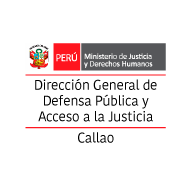 PERÚ
Ministerio de Justicia
y Derechos Humanos
Dirección General de
Defensa Pública y
Acceso a la Justicia
Callao